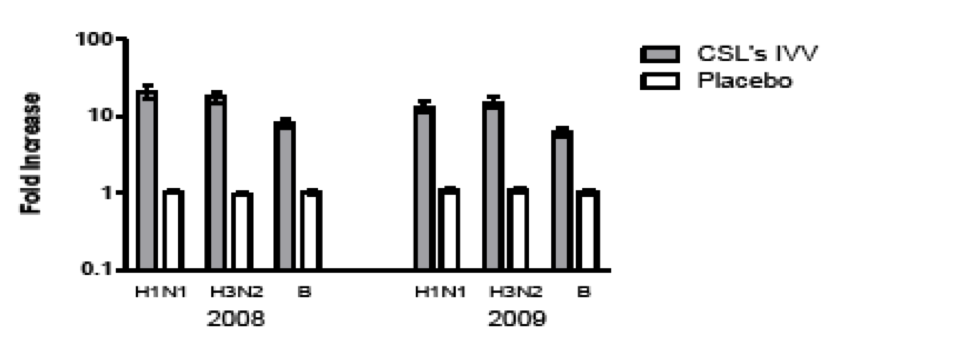 100
10
1
0.1
Fold Increase
CSL's IVV
Placebo
H1N1 H3N2 B H1N1 H3N2 B
2008 2009